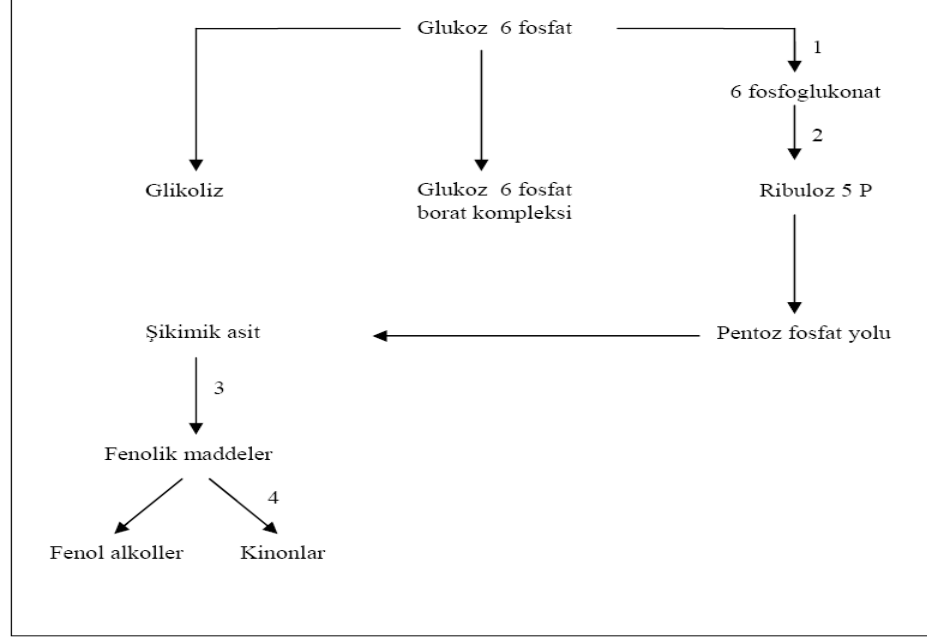 Glukoz 6 fosfat
1
6 fosfoglukonat
2
Glikoliz
Glukoz 6 fosfat
borat kompleksi
Ribuloz 5 P
Şikimik asit
Pentoz fosfat yolu
3
Fenolik maddeler
4
Fenol alkoller
Kinonlar